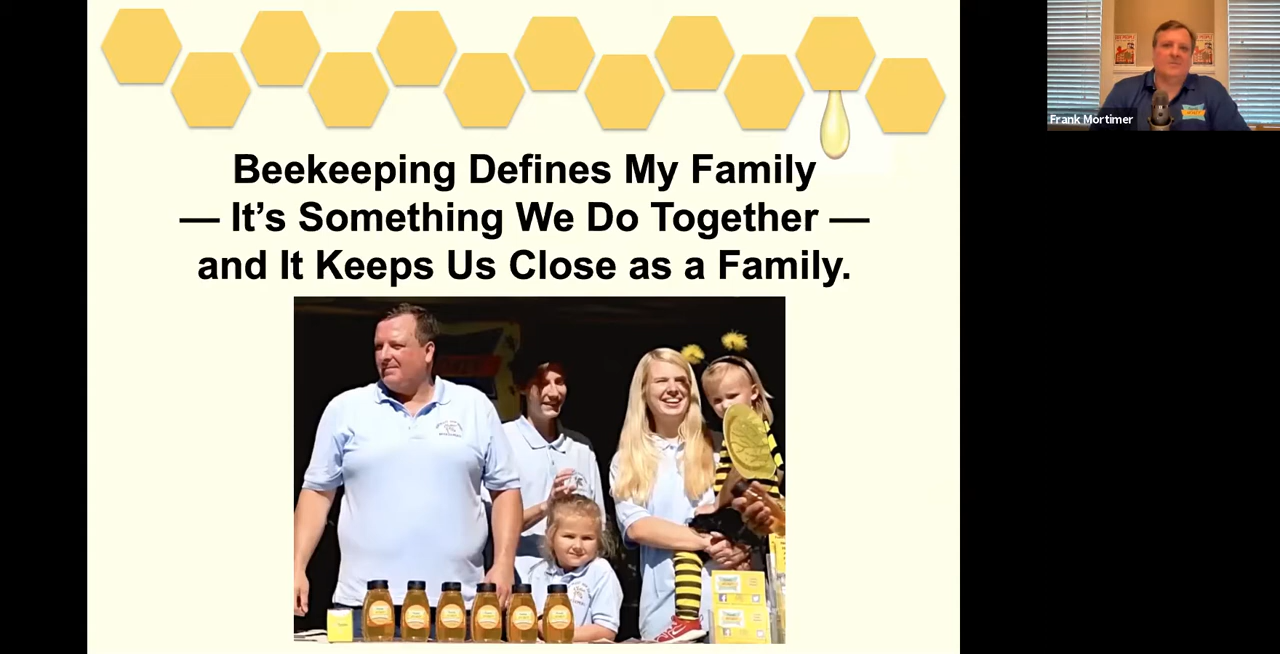 Beekeeping Defines My Family
— It’s Something We Do Together —
and It Keeps Us Close as a Family.
Frank Mortimer